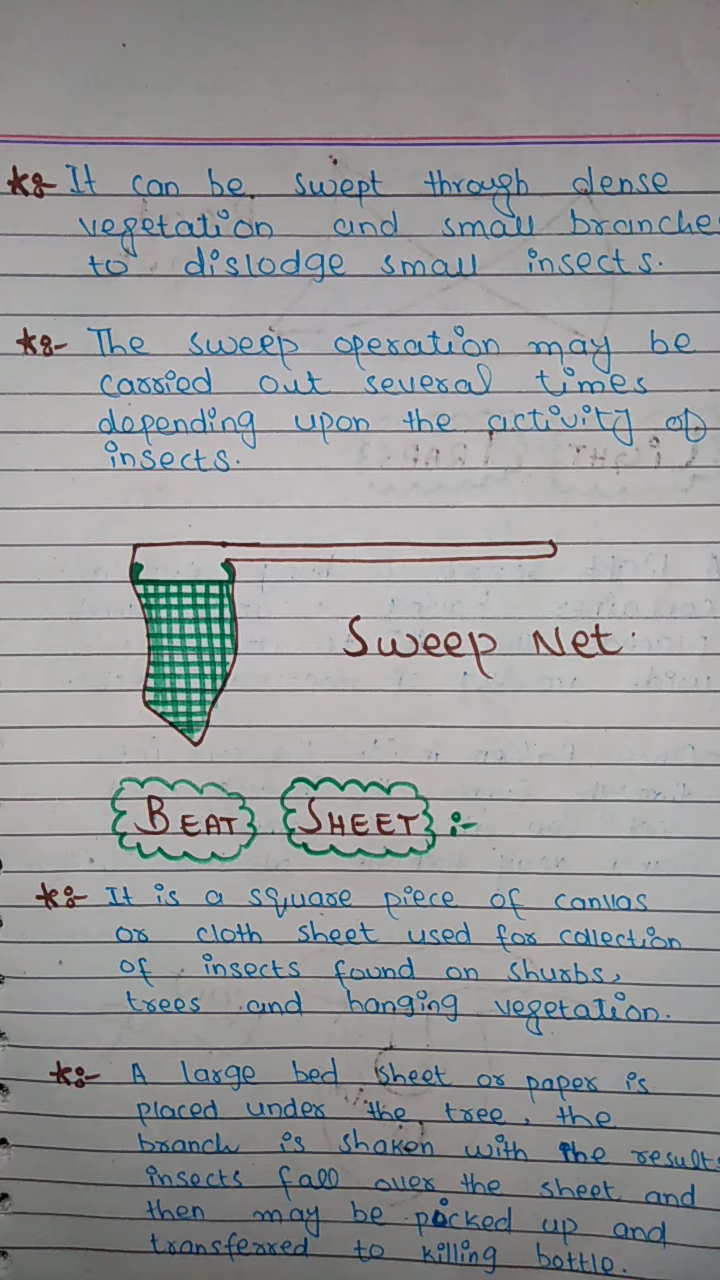 *:- It can be swept through dense
vegetation and small branche
to dislodge small insects.
*:- The sweep operation may be
carried out several times
depending upon the activity of
insects.
Sweep Net.
BEAT SHEET :-
*:- It is a square piece of canvas
or cloth sheet used for collection
of insects found on shurbs,
trees and hanging vegetation.
*:- A large bed sheet or paper is
placed under the tree, the
branch is shaken with the results
insects fall over the sheet and
then may be picked up and
transferred to killing bottle.